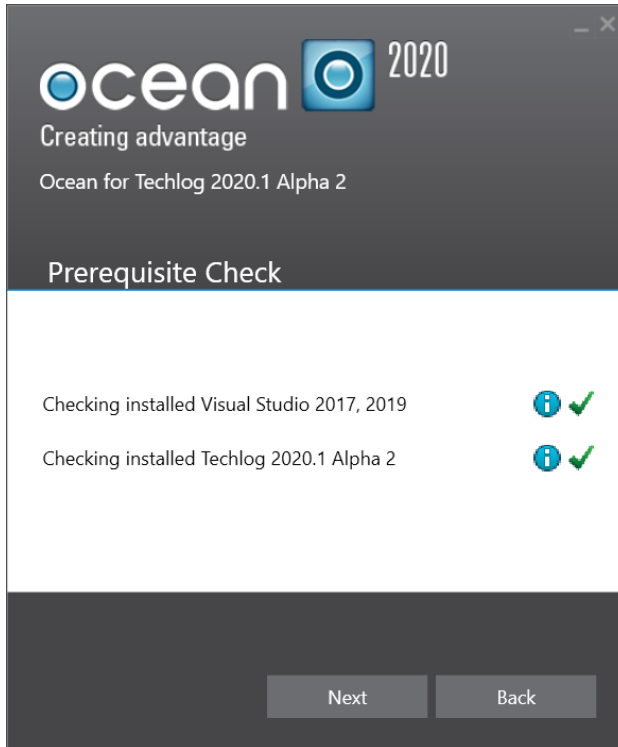 ocean 2020
Creating advantage
Ocean for Techlog 2020.1 Alpha 2
Prerequisite Check
Checking installed Visual Studio 2017, 2019
Checking installed Techlog 2020.1 Alpha 2
Next Back